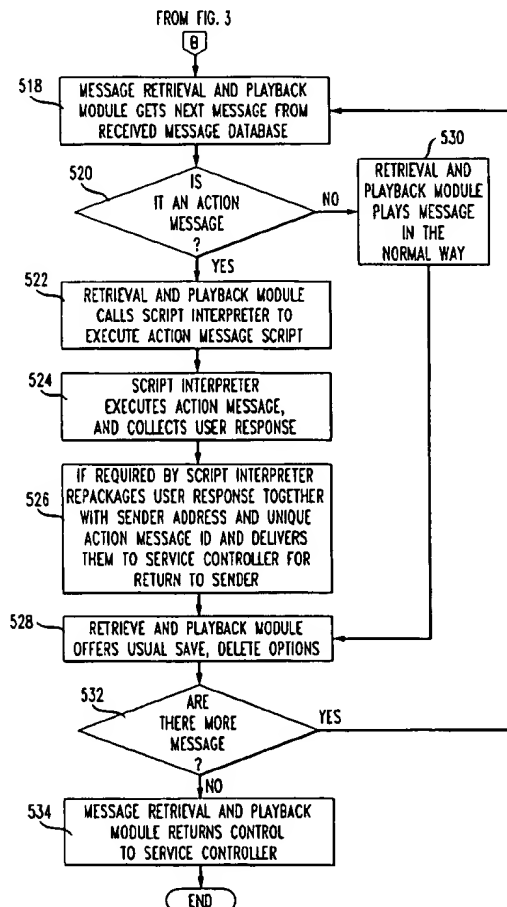 FROM FIG. 3
B
518
MESSAGE RETRIEVAL AND PLAYBACK
MODULE GETS NEXT MESSAGE FROM
RECEIVED MESSAGE DATABASE
520
IS
IT AN ACTION
MESSAGE
?
NO
YES
530
RETRIEVAL AND
PLAYBACK MODULE
PLAYS MESSAGE
IN THE
NORMAL WAY
522
RETRIEVAL AND PLAYBACK MODULE
CALLS SCRIPT INTERPRETER TO
EXECUTE ACTION MESSAGE SCRIPT
524
SCRIPT INTERPRETER
EXECUTES ACTION MESSAGE,
AND COLLECTS USER RESPONSE
526
IF REQUIRED BY SCRIPT INTERPRETER
REPACKAGES USER RESPONSE TOGETHER
WITH SENDER ADDRESS AND UNIQUE
ACTION MESSAGE ID AND DELIVERS
THEM TO SERVICE CONTROLLER FOR
RETURN TO SENDER
528
RETRIEVE AND PLAYBACK MODULE
OFFERS USUAL SAVE, DELETE OPTIONS
532
ARE
THERE MORE
MESSAGE
?
YES
NO
534
MESSAGE RETRIEVAL AND PLAYBACK
MODULE RETURNS CONTROL
TO SERVICE CONTROLLER
END